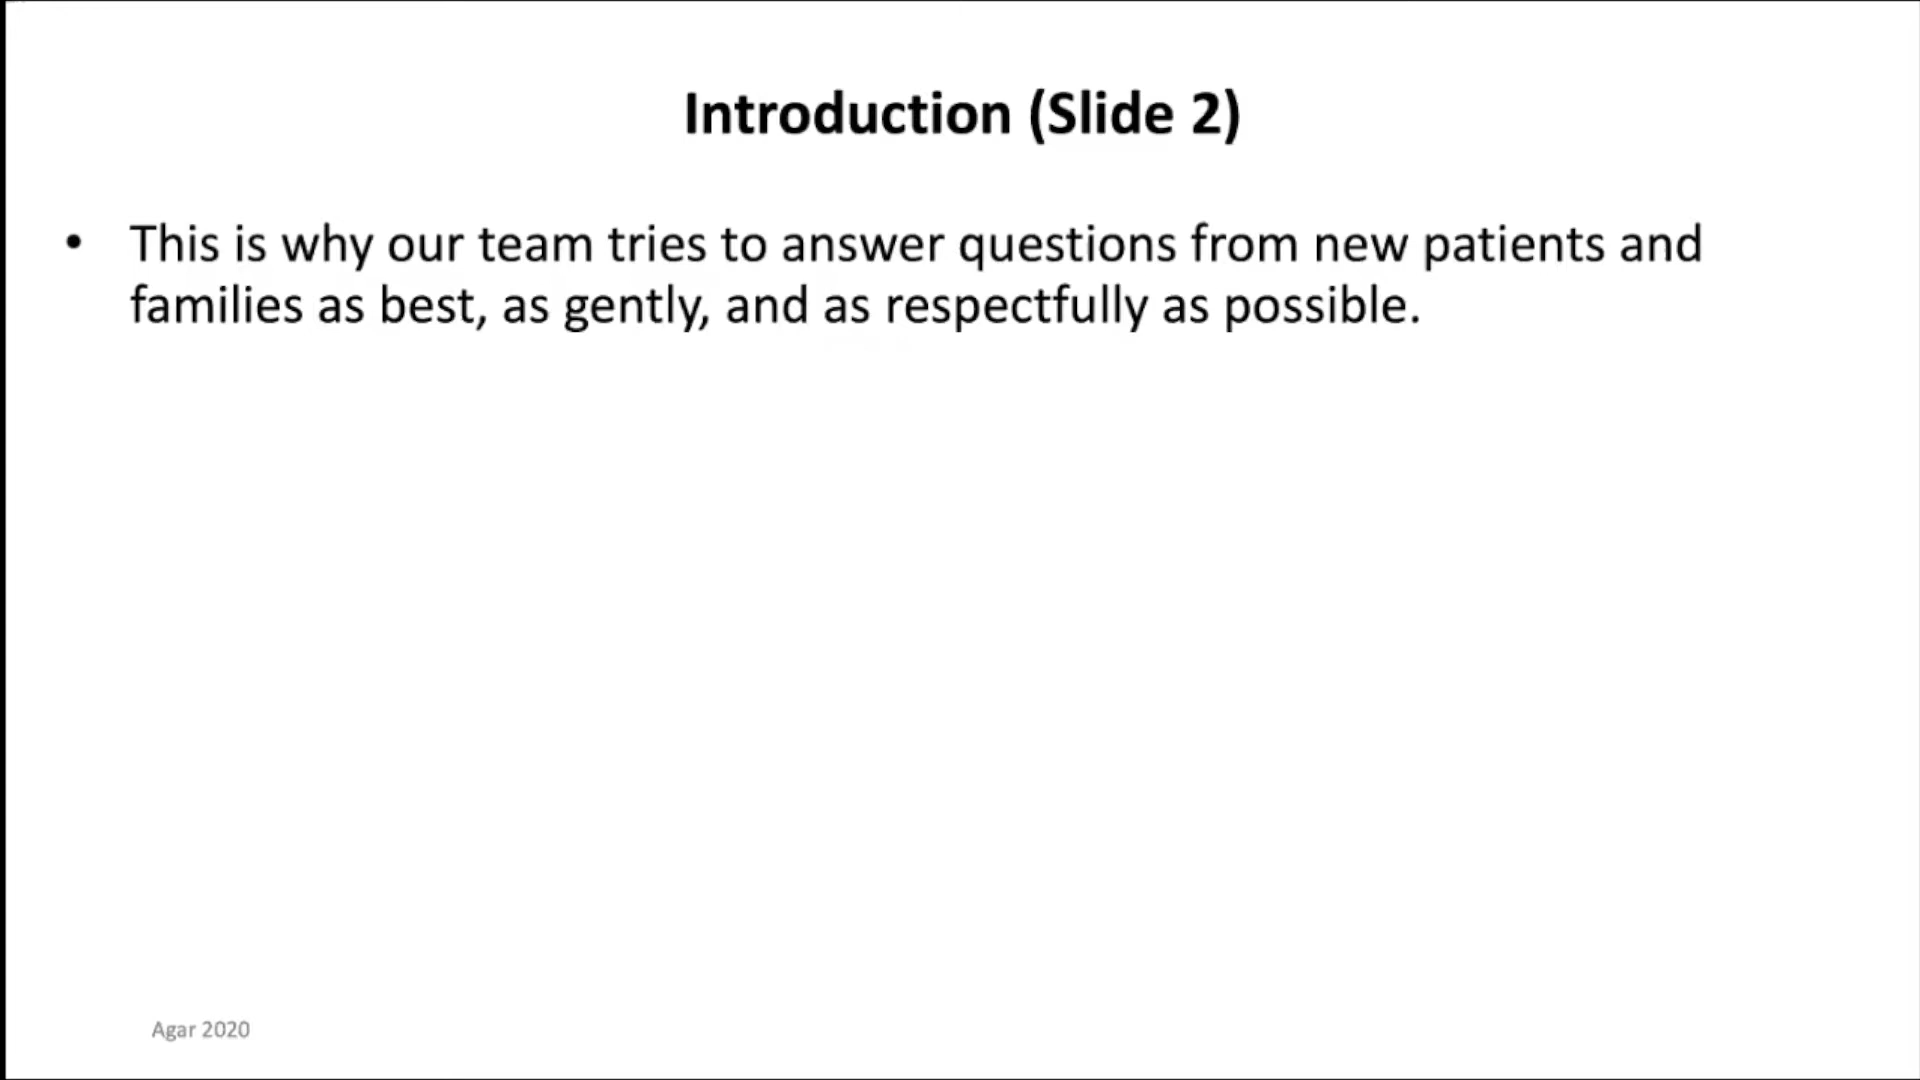 Introduction (Slide 2)
• This is why our team tries to answer questions from new patients and
families as best, as gently, and as respectfully as possible.
Agar 2020